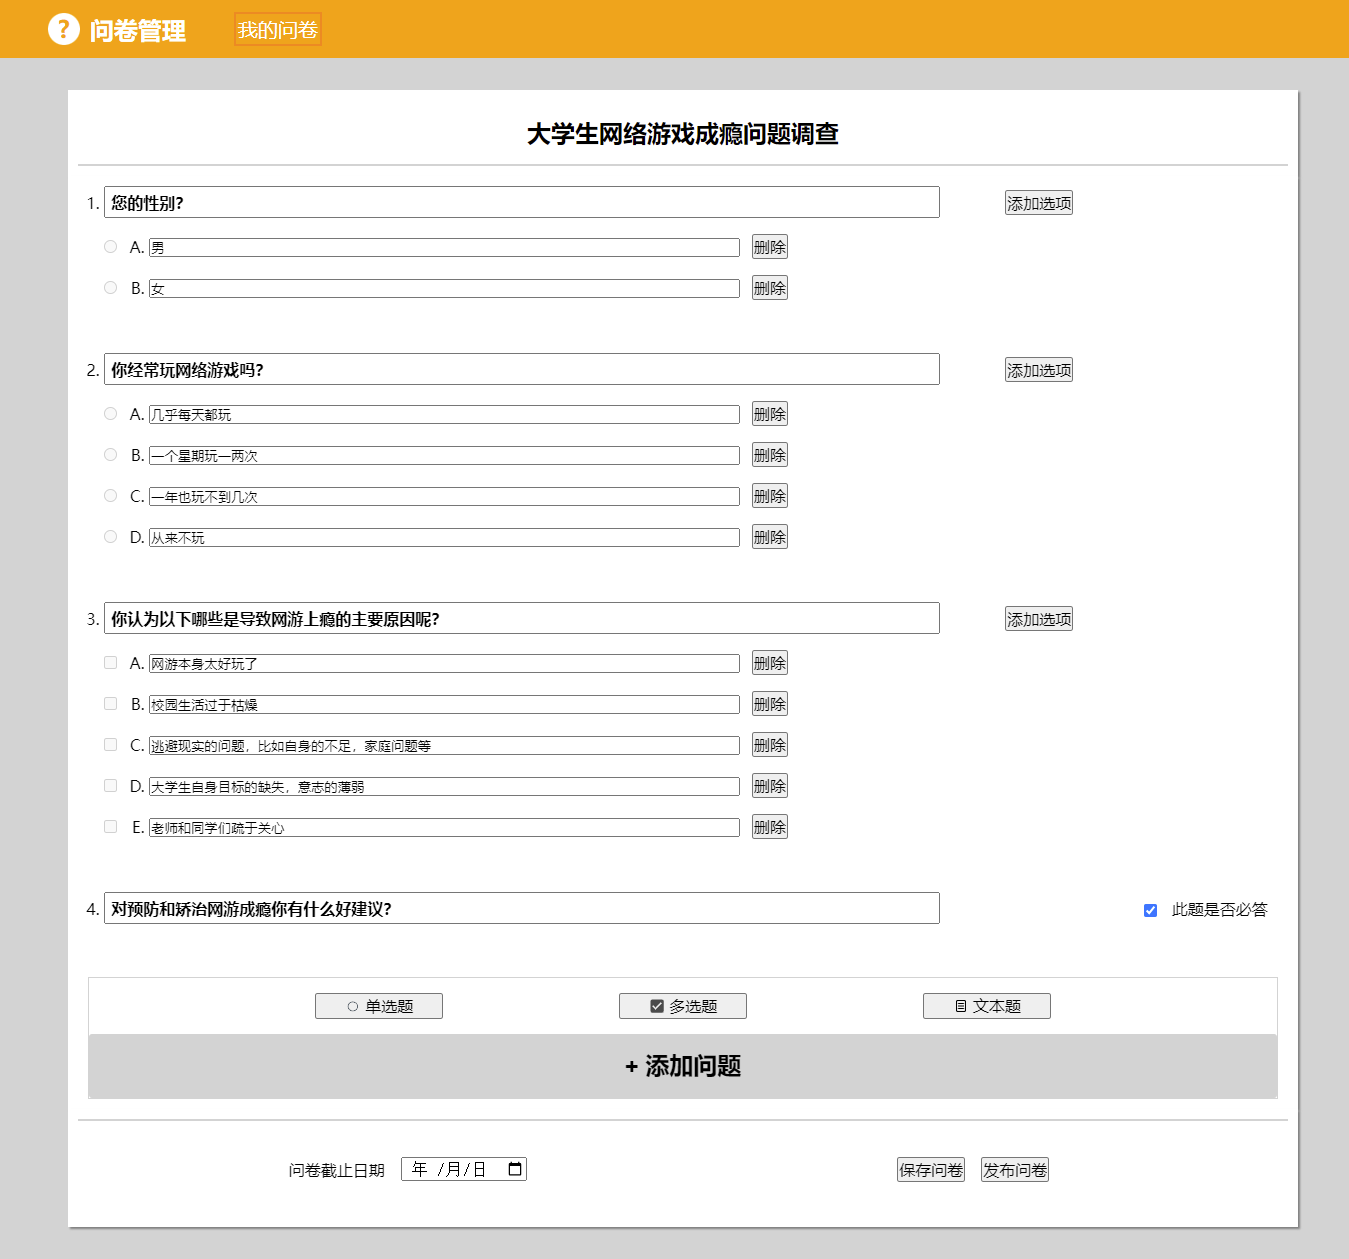 ? 问卷管理 我的问卷
大学生网络游戏成瘾问题调查
1. 您的性别? 添加选项
A. 男 删除
B. 女 删除
2. 你经常玩网络游戏吗? 添加选项
A. 几乎每天都玩 删除
B. 一个星期玩一两次 删除
C. 一年也玩不到几次 删除
D. 从来不玩 删除
3. 你认为以下哪些是导致网游上瘾的主要原因呢? 添加选项
A. 网游本身太好玩了 删除
B. 校园生活过于枯燥 删除
C. 逃避现实的问题，比如自身的不足，家庭问题等 删除
D. 大学生自身目标的缺失，意志的薄弱 删除
E. 老师和同学们疏于关心 删除
4. 对预防和矫治网游成瘾你有什么好建议? 此题是否必答
单选题 多选题 文本题
+ 添加问题
问卷截止日期 年 /月/日 保存问卷 发布问卷